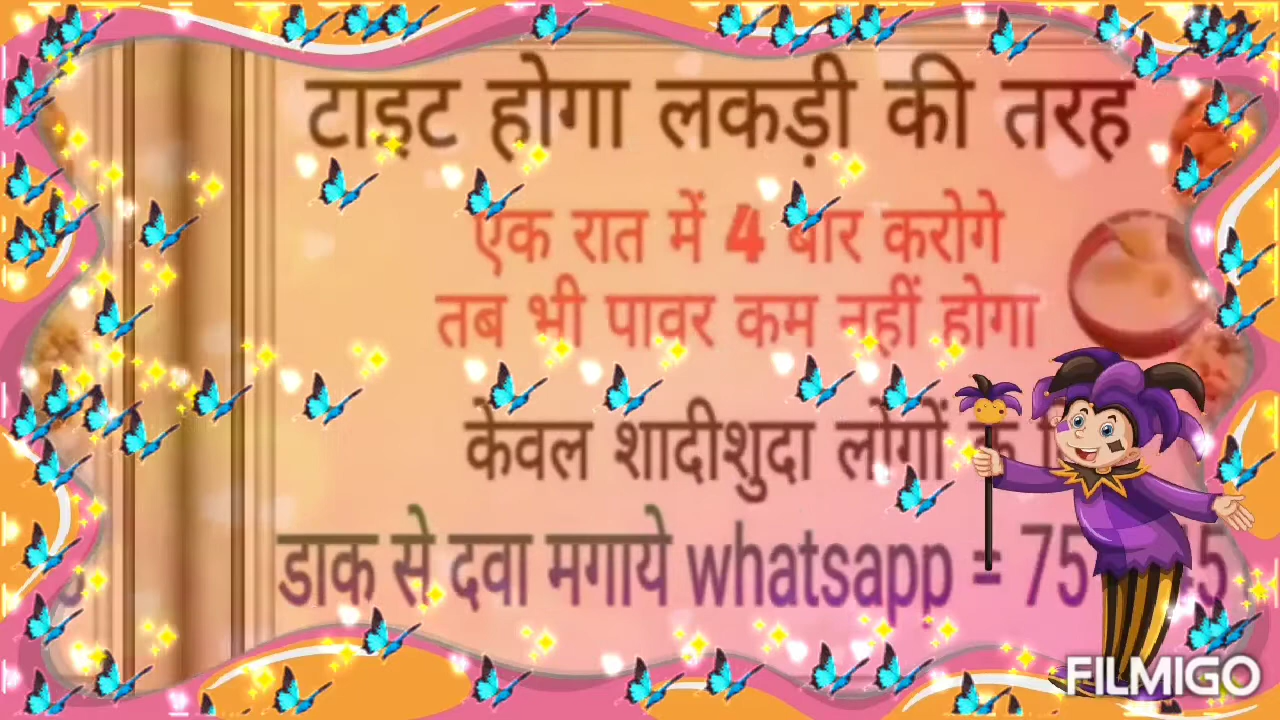 टाइट होगा लकड़ी की तरह
एक रात में 4 बार करोगे
तब भी पावर कम नहीं होगा
केवल शादीशुदा लोगों के
डाक से दवा मगाये whatsapp = 75
FILMIGO